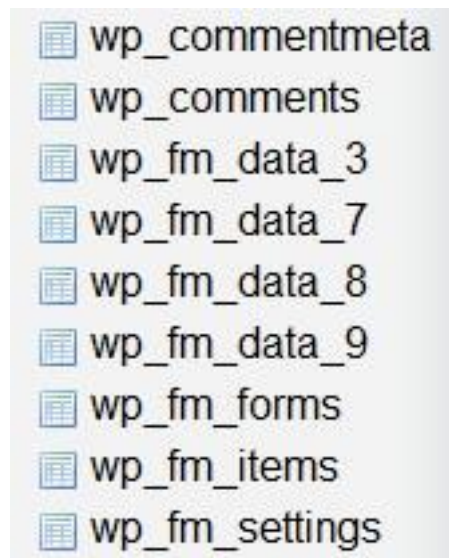 wp_commentmeta
wp_comments
wp_fm_data_3
wp_fm_data_7
wp_fm_data_8
wp_fm_data_9
wp_fm_forms
wp_fm_items
wp_fm_settings